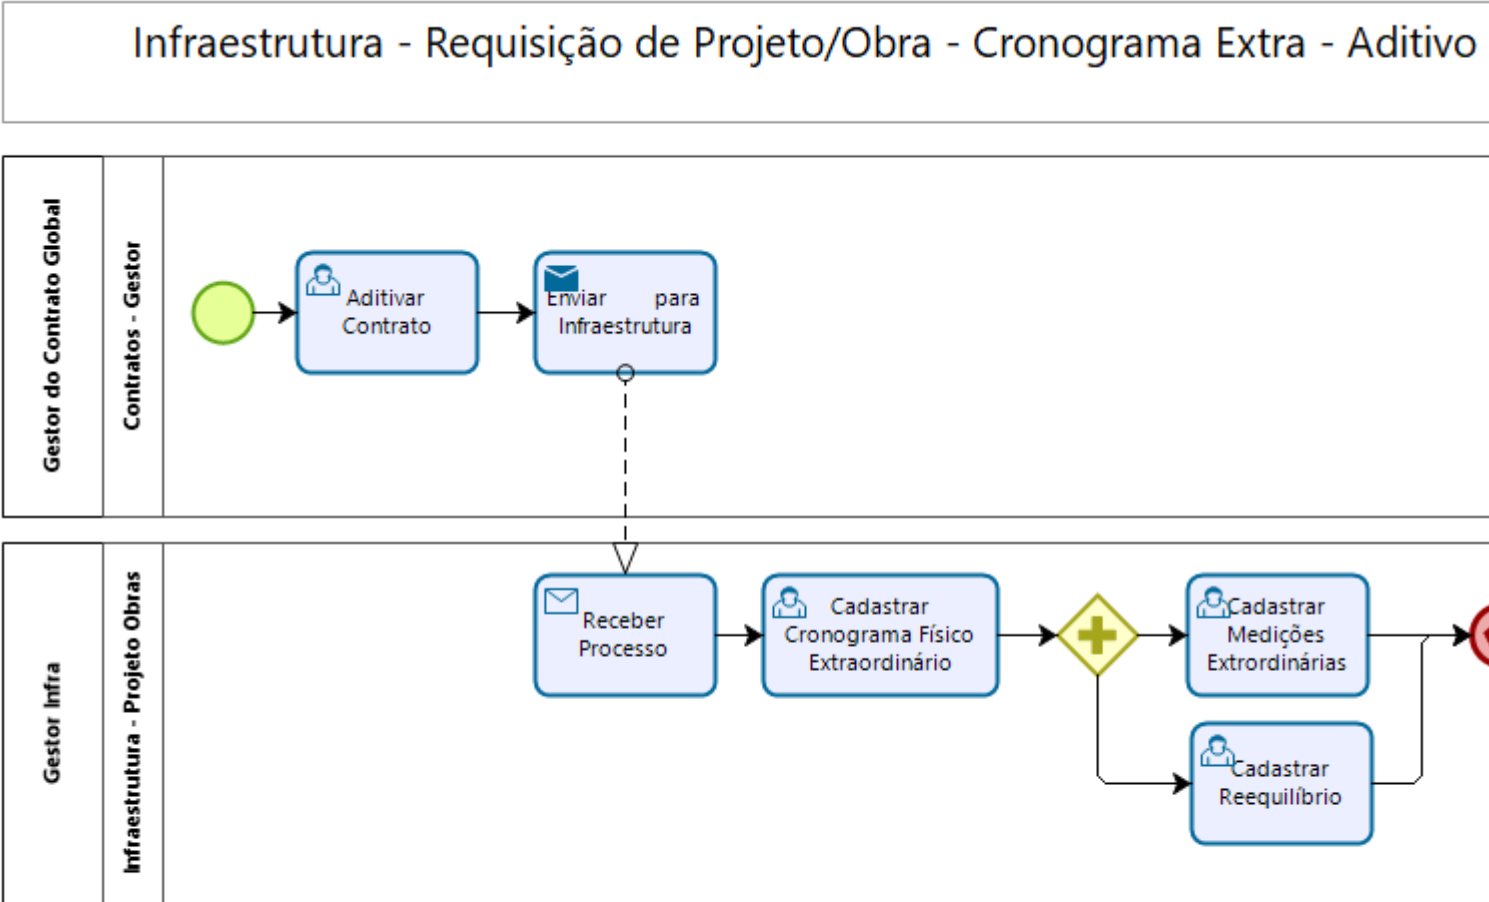 Infraestrutura - Requisição de Projeto/Obra - Cronograma Extra - Aditivo
Gestor do Contrato Global
Contratos - Gestor
Aditivar
Contrato
Enviar para
Infraestrutura
Gestor Infra
Infraestrutura - Projeto Obras
Receber
Processo
Cadastrar
Cronograma Físico
Extraordinário
Cadastrar
Medições
Extrordinárias
Cadastrar
Reequilíbrio